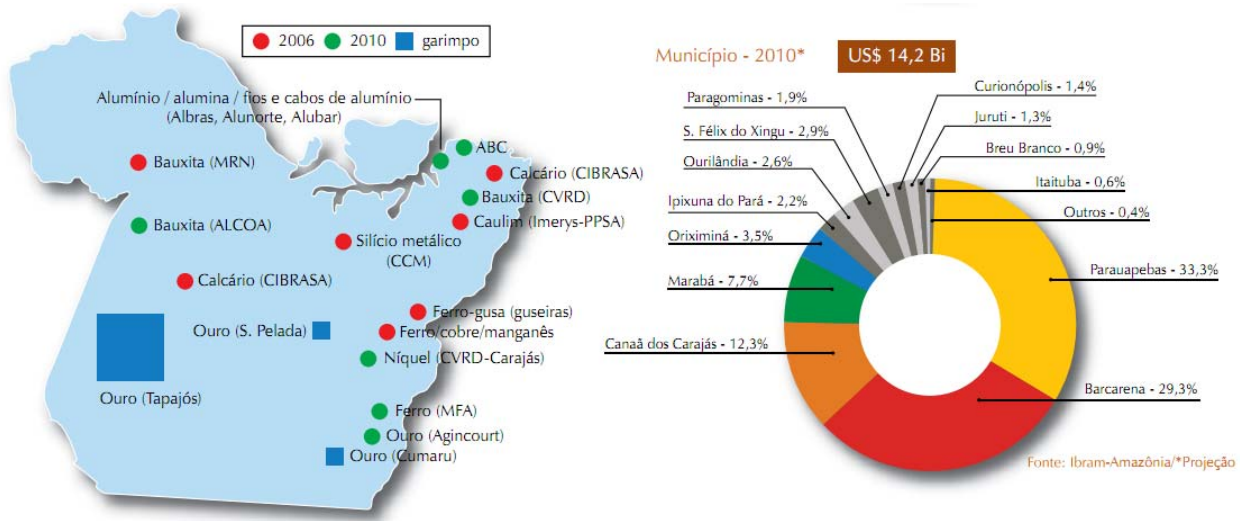 2006
2010
garimpo
Alumínio / alumina / fios e cabos de alumínio
(Albras, Alunorte, Alubar)
ABC
Bauxita (MRN)
Calcário (CIBRASA)
Bauxita (CVRD)
Bauxita (ALCOA)
Caulim (Imerys-PPSA)
Silício metálico
(CCM)
Calcário (CIBRASA)
Ferro-gusa (guseiras)
Ouro (S. Pelada)
Ferro/cobre/manganês
Níquel (CVRD-Carajás)
Ouro (Tapajós)
Ferro (MFA)
Ouro (Agincourt)
Ouro (Cumaru)
Município - 2010*
US$ 14,2 Bi
Curionópolis - 1,4%
Paragominas - 1,9%
Juruti - 1,3%
S. Félix do Xingu - 2,9%
Breu Branco - 0,9%
Ourilândia - 2,6%
Itaituba - 0,6%
Ipixuna do Pará - 2,2%
Outros - 0,4%
Oriximiná - 3,5%
Parauapebas - 33,3%
Marabá - 7,7%
Canaã dos Carajás - 12,3%
Barcarena - 29,3%
Fonte: Ibram-Amazônia/*Projeção